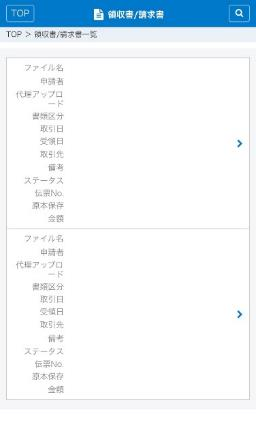 TOP
領収書/請求書
TOP > 領収書/請求書一覧
ファイル名
申請者
代理アップロ
ード
書類区分
取引日
受領日
取引先
備考
ステータス
伝票No.
原本保存
金額
ファイル名
申請者
代理アップロ
ード
書類区分
取引日
受領日
取引先
備考
ステータス
伝票No.
原本保存
金額